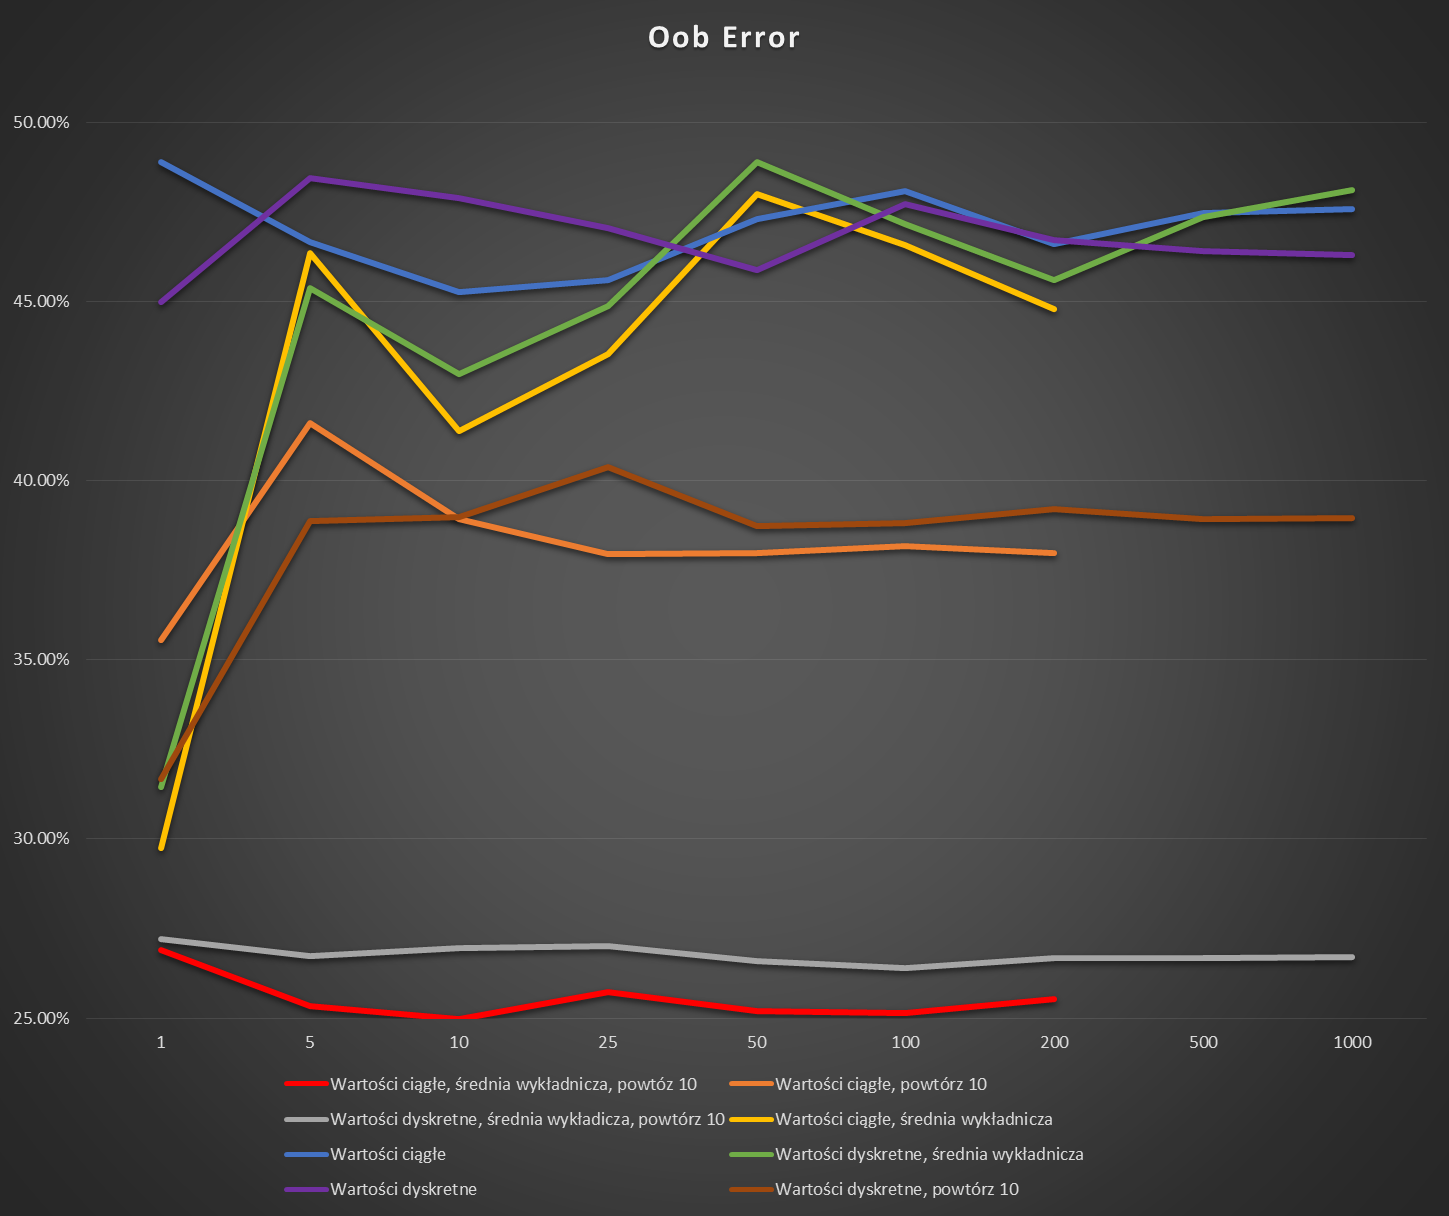 Oob Error
50.00%
45.00%
40.00%
35.00%
30.00%
25.00%
1 5 10 25 50 100 200 500 1000
Wartości ciągłe, średnia wykładnicza, powtóz 10 Wartości ciągłe, powtórz 10
Wartości dyskretne, średnia wykładicza, powtórz 10 Wartości ciągłe, średnia wykładnicza
Wartości ciągłe Wartości dyskretne, średnia wykładnicza
Wartości dyskretne Wartości dyskretne, powtórz 10